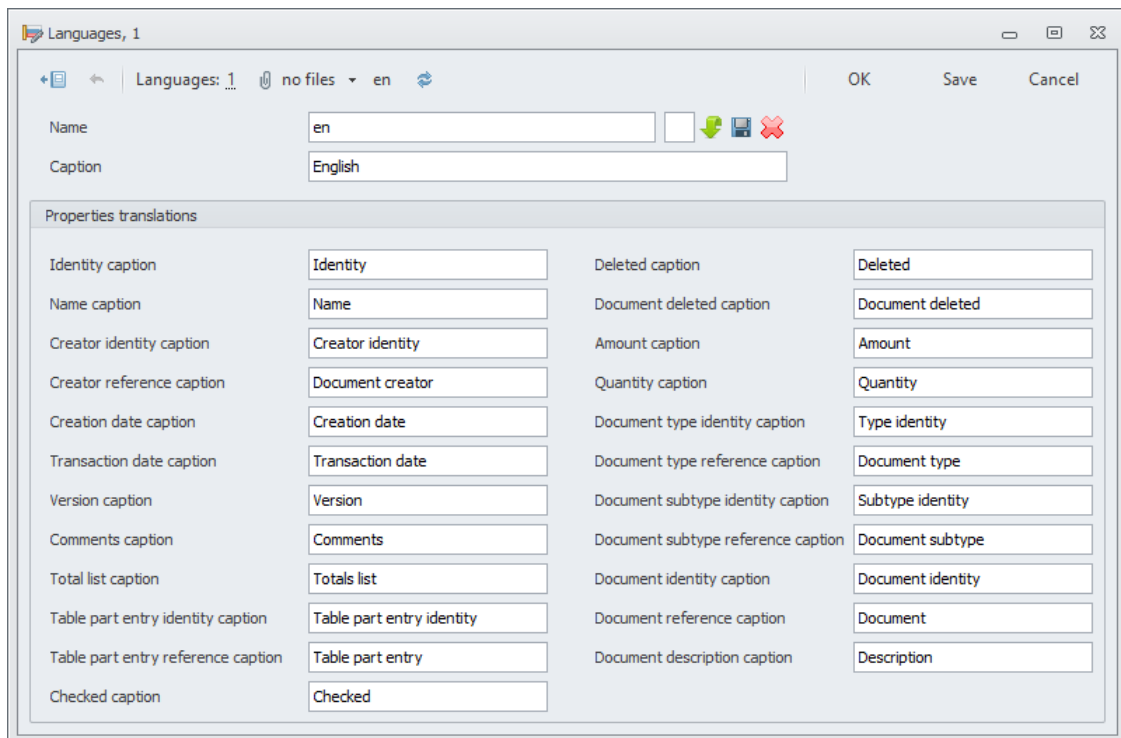 Languages, 1
Languages: 1 no files en OK Save Cancel
Name en
Caption English
Properties translations
Identity caption Identity Deleted caption Deleted
Name caption Name Document deleted caption Document deleted
Creator identity caption Creator identity Amount caption Amount
Creator reference caption Document creator Quantity caption Quantity
Creation date caption Creation date Document type identity caption Type identity
Transaction date caption Transaction date Document type reference caption Document type
Version caption Version Document subtype identity caption Subtype identity
Comments caption Comments Document subtype reference caption Document subtype
Total list caption Totals list Document identity caption Document identity
Table part entry identity caption Table part entry identity Document reference caption Document
Table part entry reference caption Table part entry Document description caption Description
Checked caption Checked